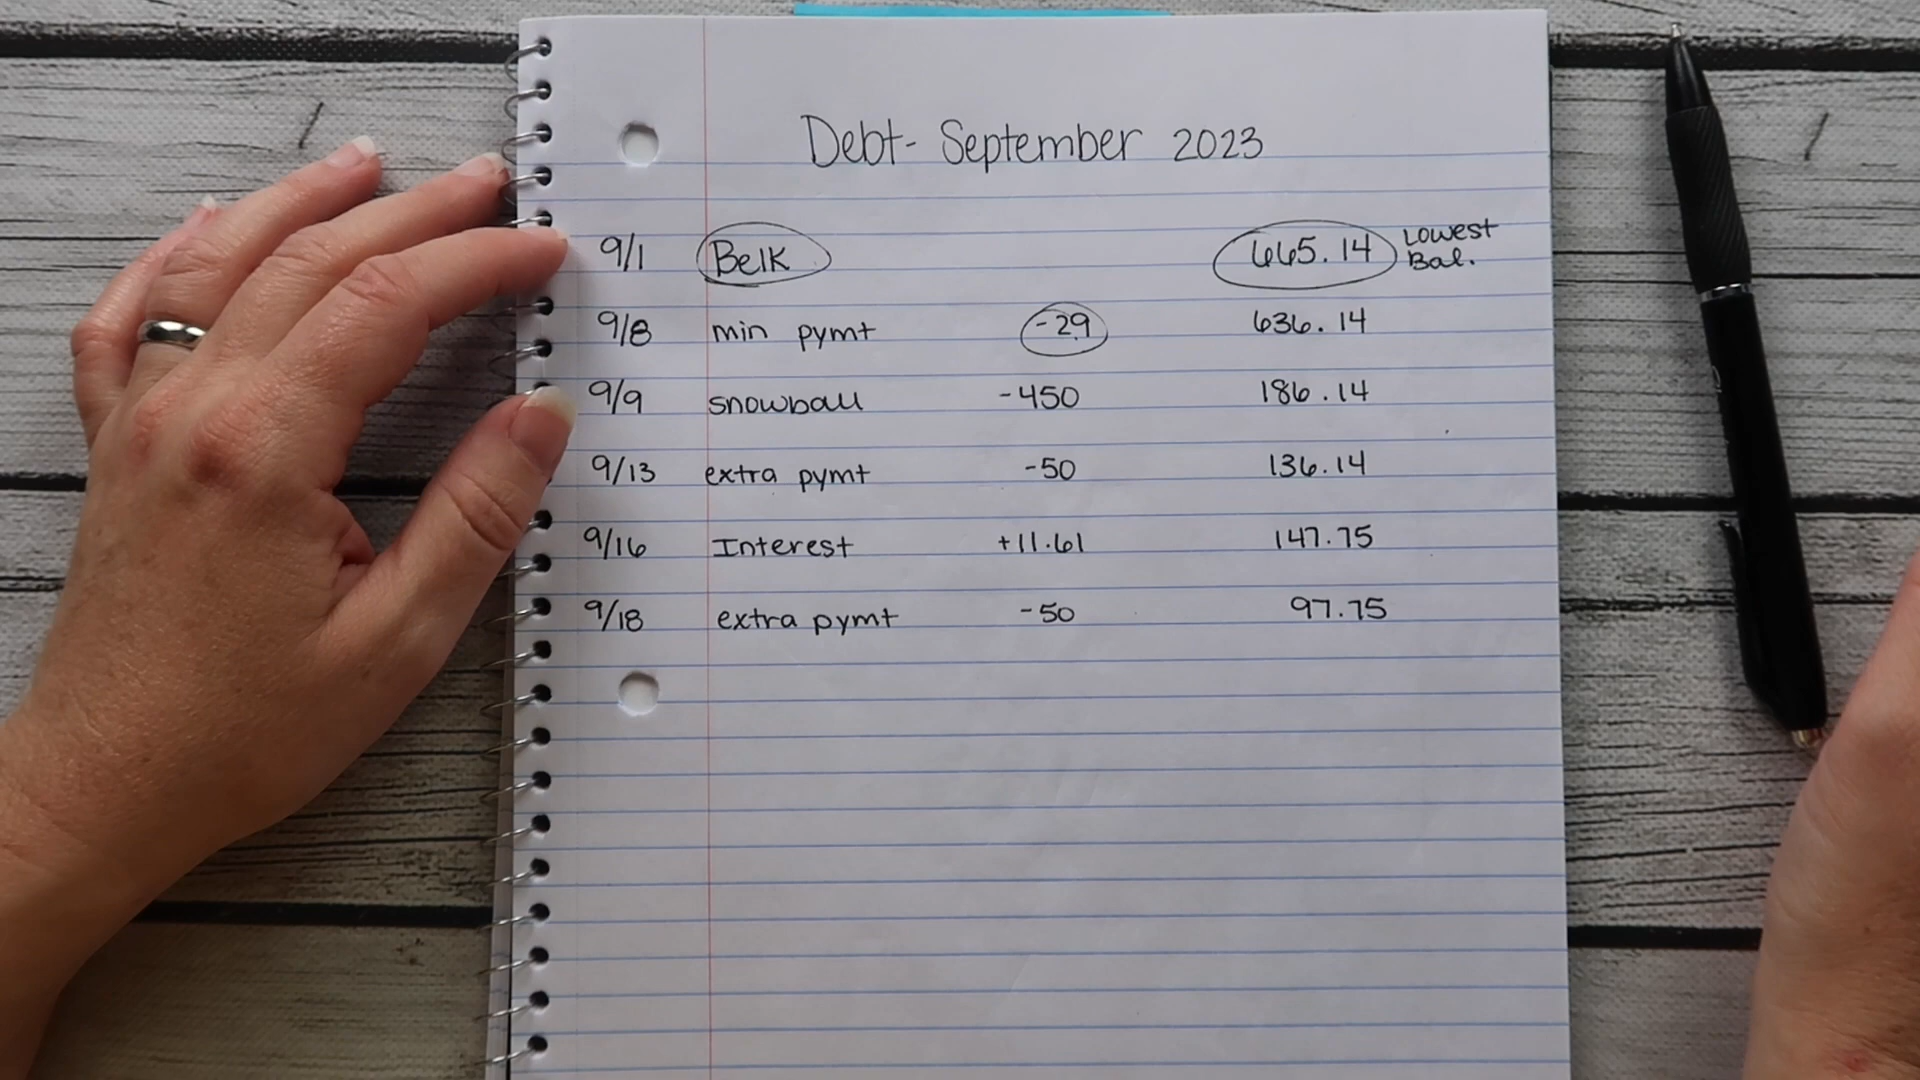 Debt- September 2023
9/1 Belk 665.14 Lowest Bal.
9/8 min pymt -29 636.14
9/9 snowball -450 186.14
9/13 extra pymt -50 136.14
9/16 Interest +11.61 147.75
9/18 extra pymt -50 97.75